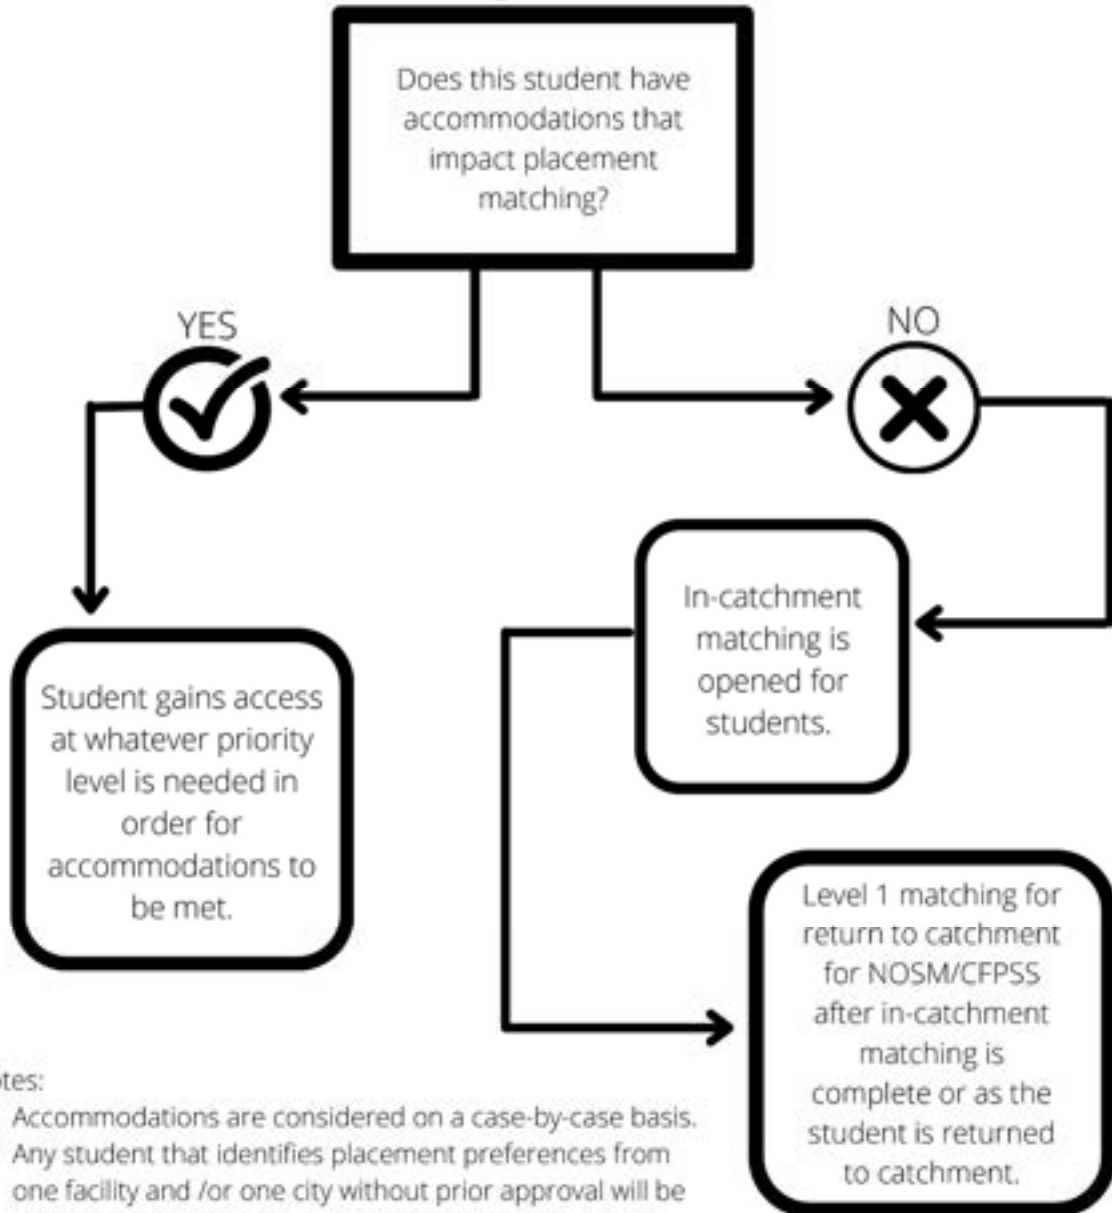 Does this student have
accommodations that
impact placement
matching?
YES
NO
In-catchment
matching is
opened for
students.
Student gains access
at whatever priority
level is needed in
order for
accommodations to
be met.
Level 1 matching for
return to catchment
for NOSM/CFPSS
after in-catchment
matching is
complete or as the
student is returned
to catchment.
otes:
Accommodations are considered on a case-by-case basis.
Any student that identifies placement preferences from
one facility and /or one city without prior approval will be